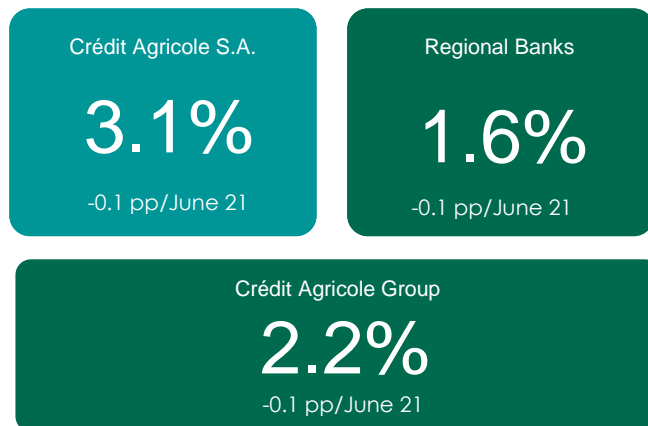 Crédit Agricole S.A.
3.1%
-0.1 pp/June 21
Regional Banks
1.6%
-0.1 pp/June 21
Crédit Agricole Group
2.2%
-0.1 pp/June 21